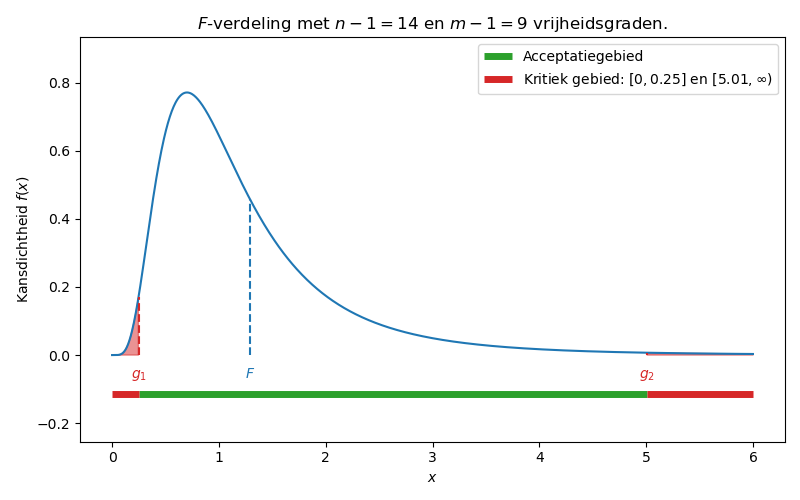 F-verdeling met n − 1 = 14 en m − 1 = 9 vrijheidsgraden.
Acceptatiegebied
Kritiek gebied: [0, 0.25] en [5.01, ∞)
Kansdichtheid f(x)
0.8
0.6
0.4
0.2
0.0
−0.2
g₁
F
g₂
0 1 2 3 4 5 6
x